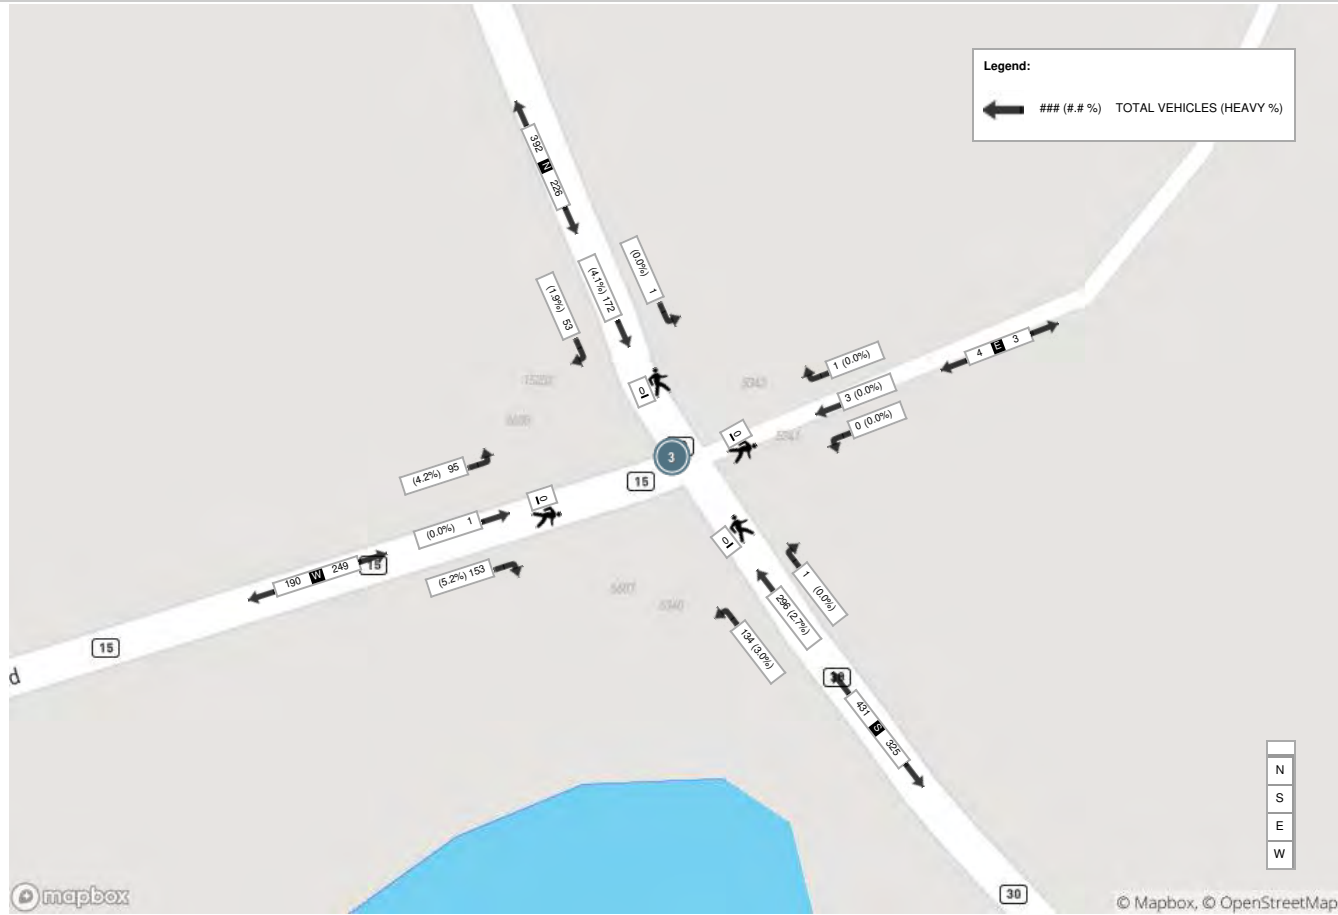 Legend:
### (#.# %) TOTAL VEHICLES (HEAVY %)
392 N 226
(0.0%) 1
(4.1%) 172
(1.9%) 53
1 (0.0%)
3 (0.0%)
0 (0.0%)
4 E 3
0
0
3
15
(4.2%) 95
0
(0.0%) 1
190 W 249
15
(5.2%) 153
0
1 (0.0%)
296 (2.7%)
134 (3.0%)
15
d
30
431 S 325
N
S
E
W
30
mapbox
© Mapbox, © OpenStreetMap